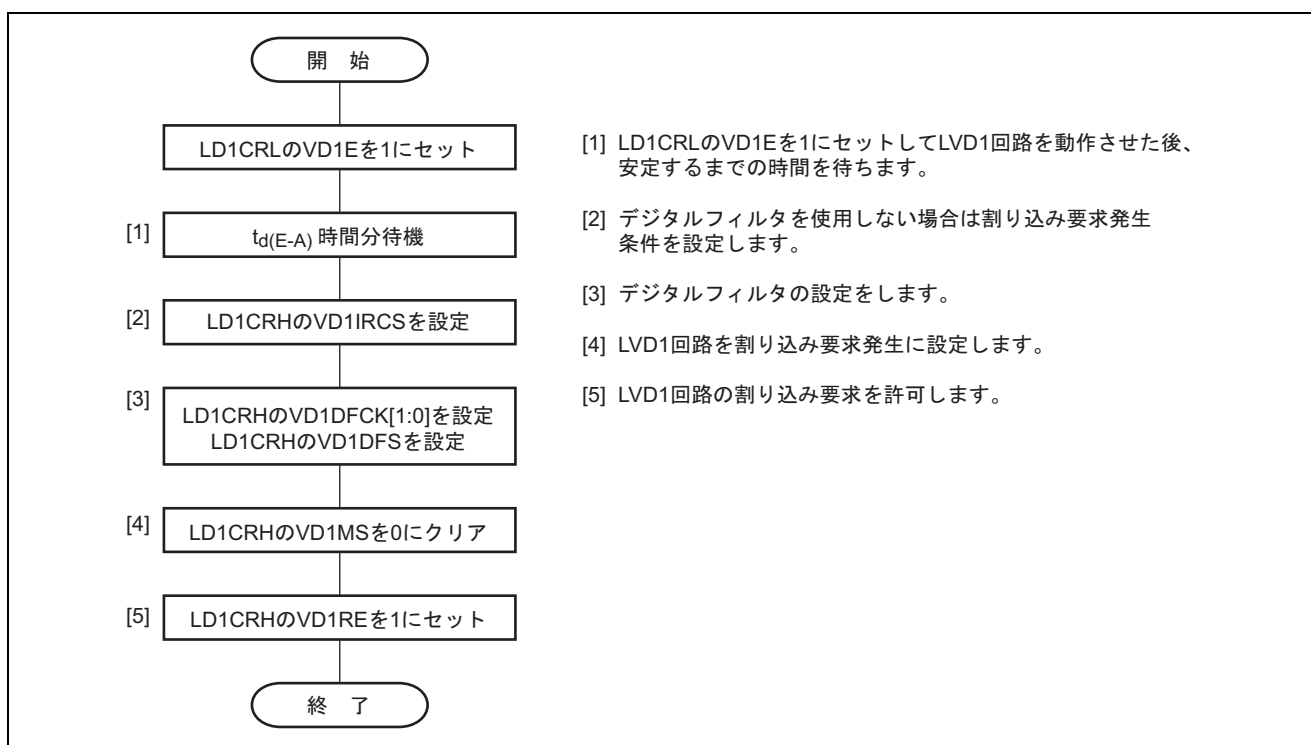 開 始
LD1CRLのVD1Eを1にセット
[1] td(E-A) 時間分待機
[2] LD1CRHのVD1IRCSを設定
[3] LD1CRHのVD1DFCK[1:0]を設定
LD1CRHのVD1DFSを設定
[4] LD1CRHのVD1MSを0にクリア
[5] LD1CRHのVD1REを1にセット
終 了
[1] LD1CRLのVD1Eを1にセットしてLVD1回路を動作させた後、
安定するまでの時間を待ちます。
[2] デジタルフィルタを使用しない場合は割り込み要求発生
条件を設定します。
[3] デジタルフィルタの設定をします。
[4] LVD1回路を割り込み要求発生に設定します。
[5] LVD1回路の割り込み要求を許可します。